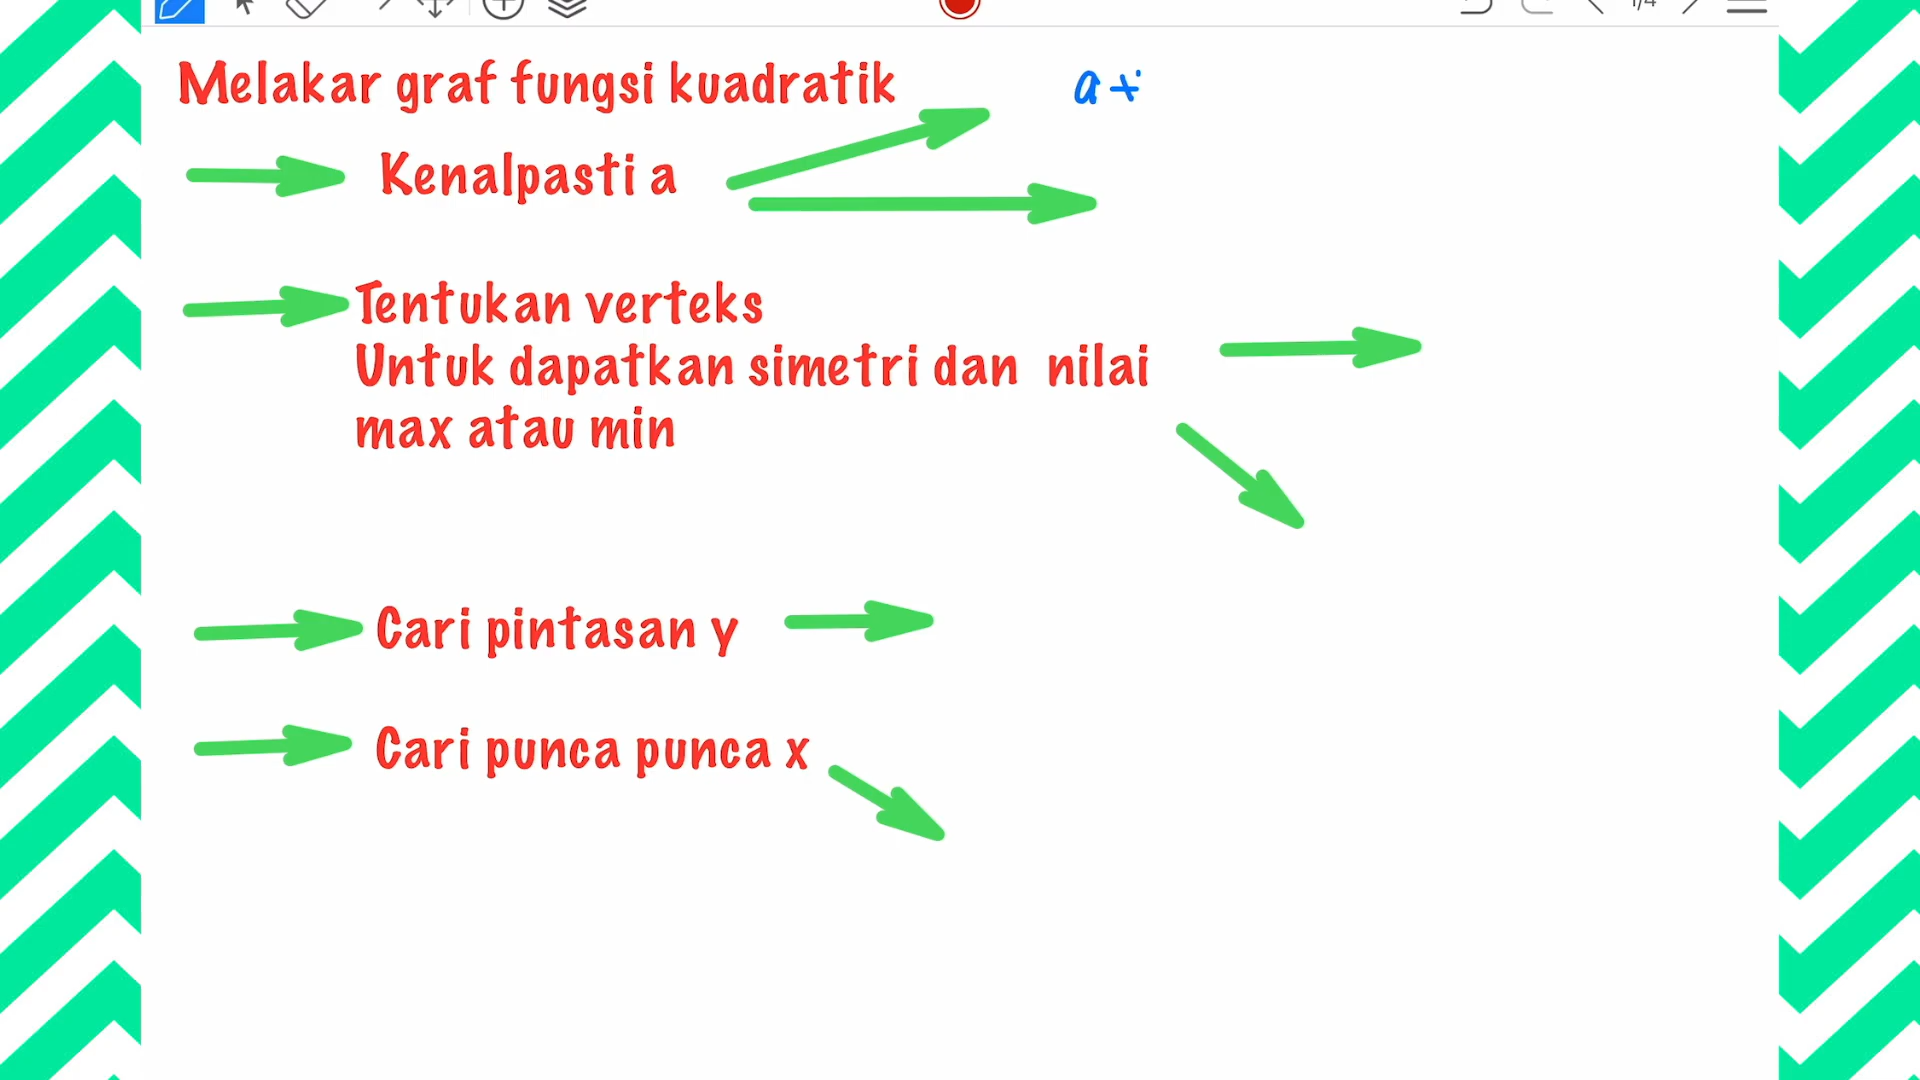 Melakar graf fungsi kuadratik
a +
Kenalpasti a
Tentukan verteks
Untuk dapatkan simetri dan nilai
max atau min
Cari pintasan y
Cari punca punca x